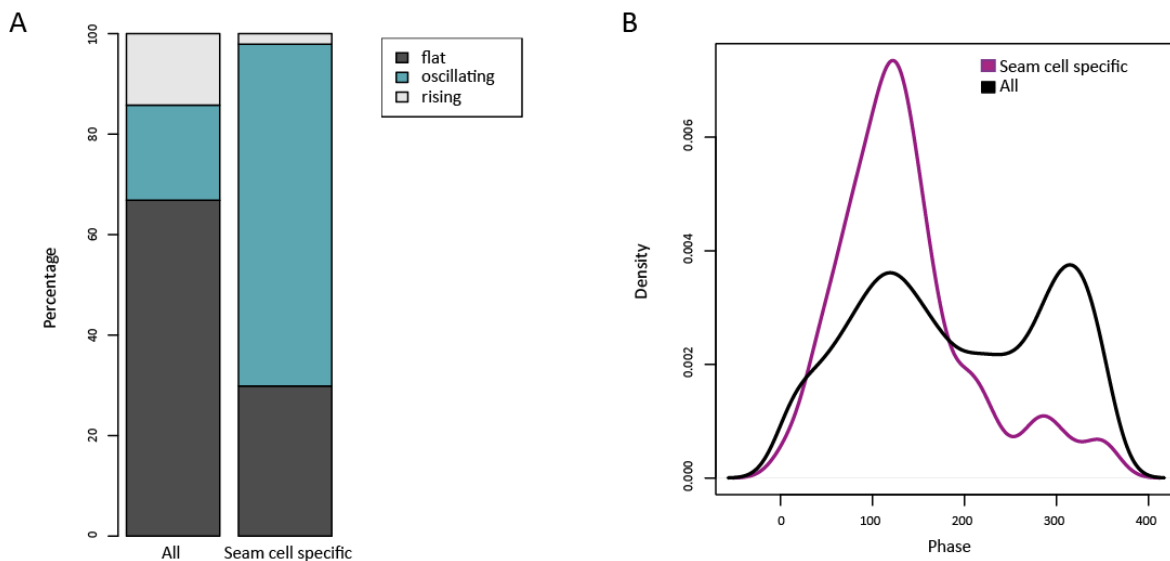 A
Percentage
100
80
60
40
20
0
All
Seam cell specific
flat
oscillating
rising
B
Density
0.006
0.004
0.002
0.000
Seam cell specific
All
0
100
200
300
400
Phase